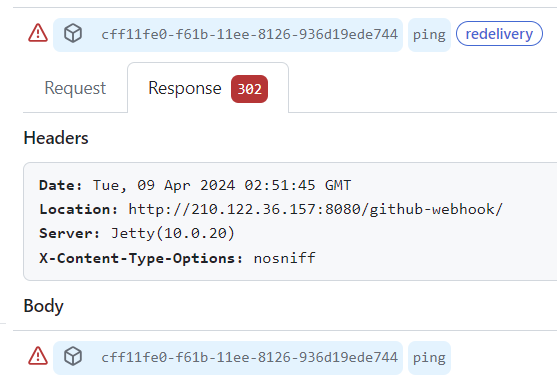 cff11fe0-f61b-11ee-8126-936d19ede744 ping redelivery
Request Response 302
Headers
Date: Tue, 09 Apr 2024 02:51:45 GMT
Location: http://210.122.36.157:8080/github-webhook/
Server: Jetty(10.0.20)
X-Content-Type-Options: nosniff
Body
cff11fe0-f61b-11ee-8126-936d19ede744 ping